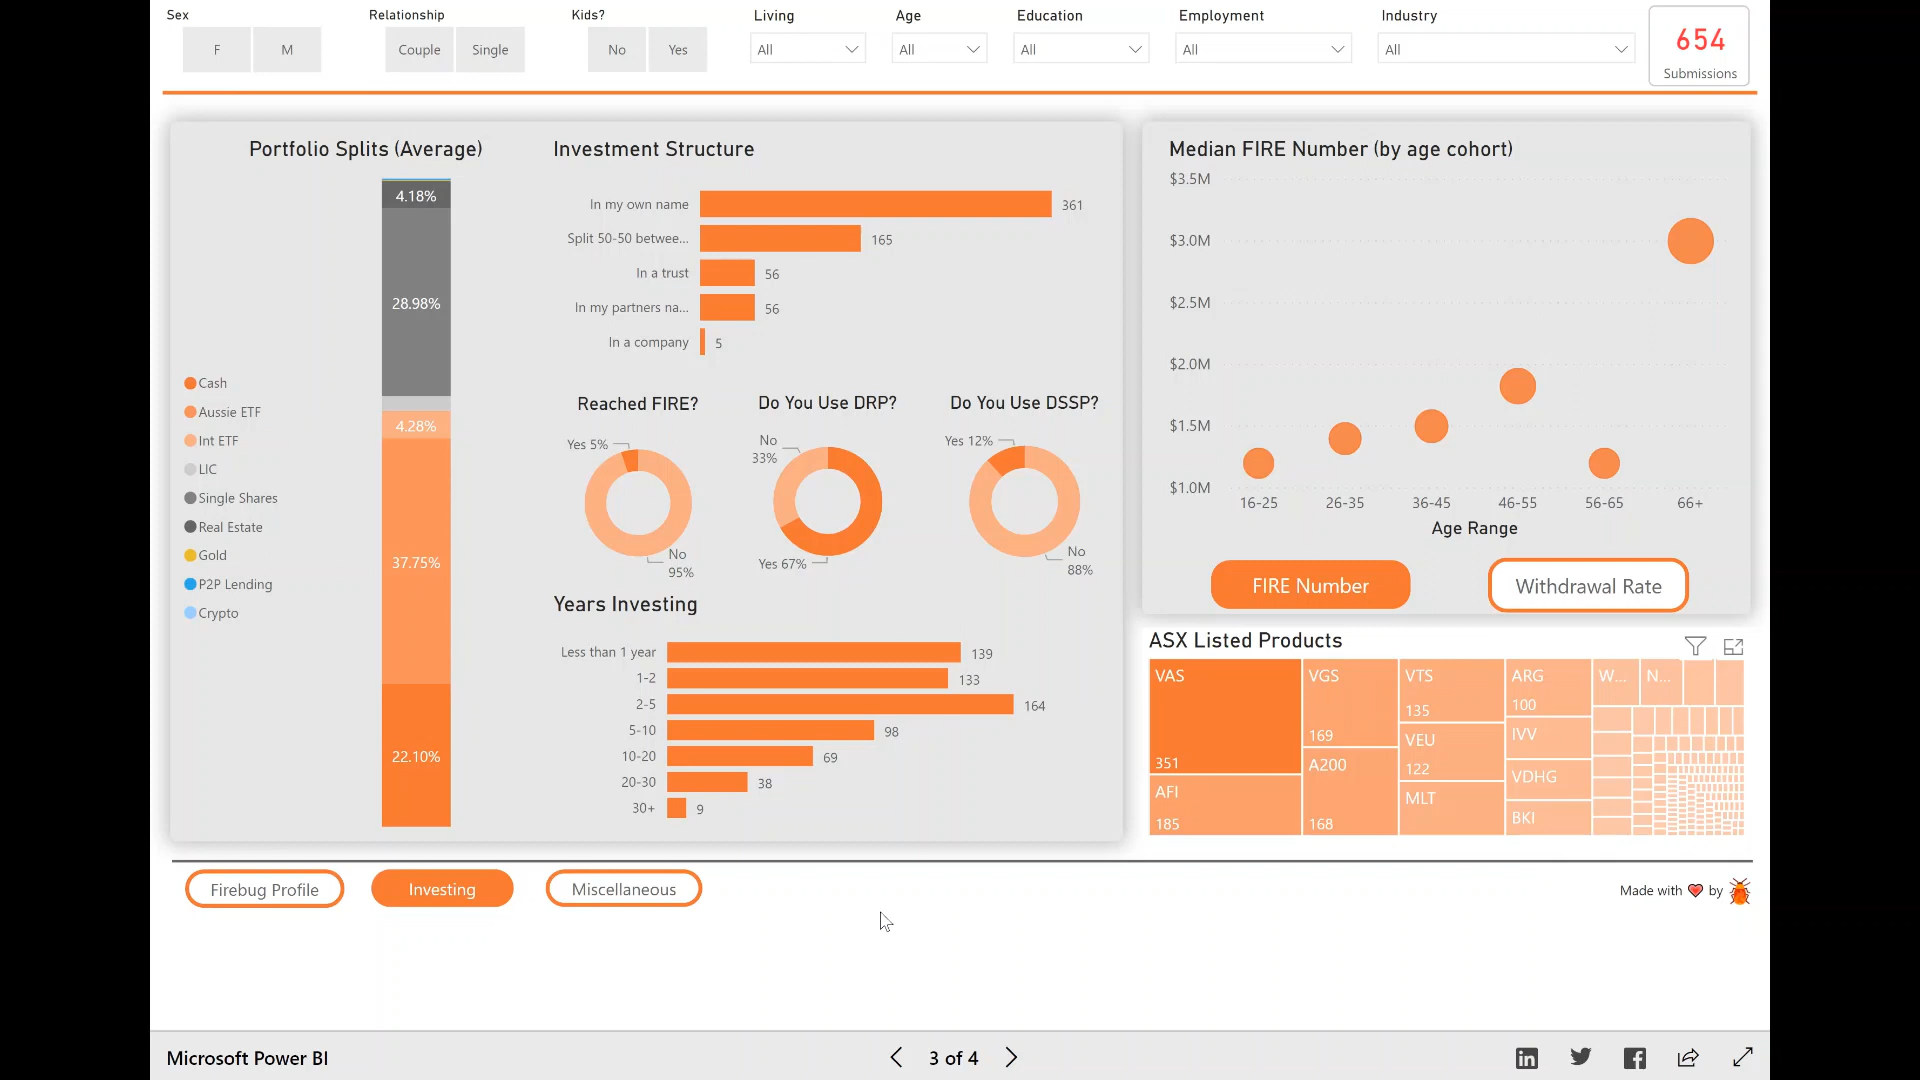 Sex
Relationship
Kids?
Living
Age
Education
Employment
Industry
F
M
Couple
Single
No
Yes
All
All
All
All
All
654
Submissions
Portfolio Splits (Average)
4.18%
28.98%
4.28%
37.75%
22.10%
Cash
Aussie ETF
Int ETF
LIC
Single Shares
Real Estate
Gold
P2P Lending
Crypto
Investment Structure
In my own name 361
Split 50-50 betwee... 165
In a trust 56
In my partners na... 56
In a company 5
Reached FIRE?
Yes 5%
No
95%
Do You Use DRP?
No
33%
Yes 67%
Do You Use DSSP?
Yes 12%
No
88%
Years Investing
Less than 1 year 139
1-2 133
2-5 164
5-10 98
10-20 69
20-30 38
30+ 9
Median FIRE Number (by age cohort)
$3.5M
$3.0M
$2.5M
$2.0M
$1.5M
$1.0M
16-25 26-35 36-45 46-55 56-65 66+
Age Range
FIRE Number
Withdrawal Rate
ASX Listed Products
VAS
351
AFI
185
VGS
169
A200
168
VTS
135
VEU
122
MLT
ARG
100
IVV
VDHG
BKI
W...
N...
Firebug Profile
Investing
Miscellaneous
Made with by
Microsoft Power BI
3 of 4